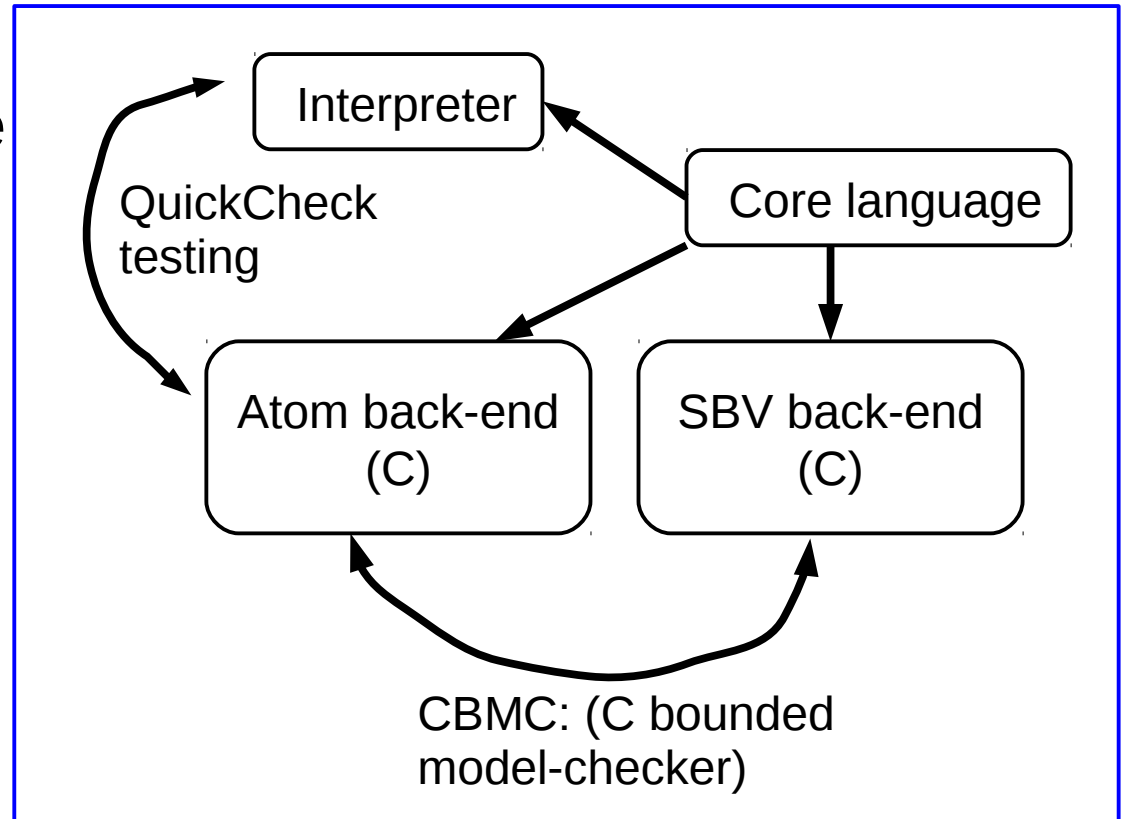 e
Interpreter
Core language
QuickCheck
testing
Atom back-end
(C)
SBV back-end
(C)
CBMC: (C bounded
model-checker)